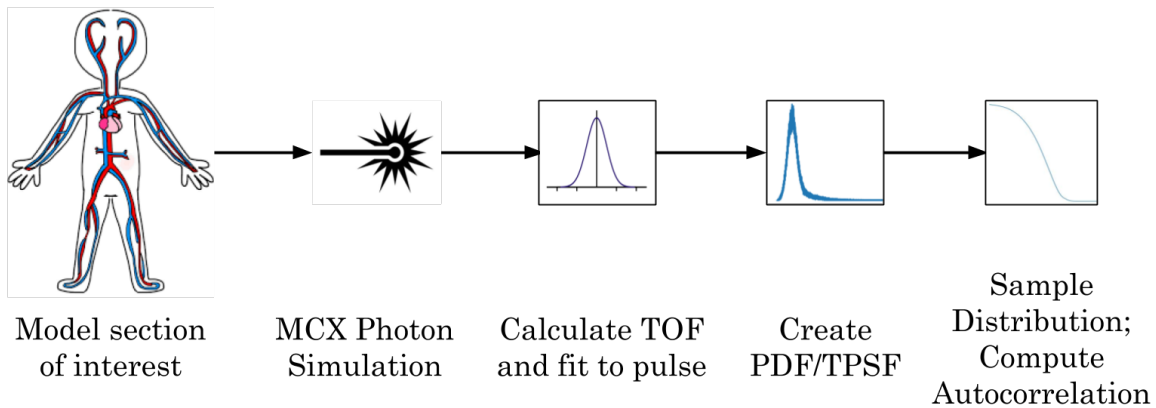 Model section
of interest
MCX Photon
Simulation
Calculate TOF
and fit to pulse
Create
PDF/TPSF
Sample
Distribution;
Compute
Autocorrelation